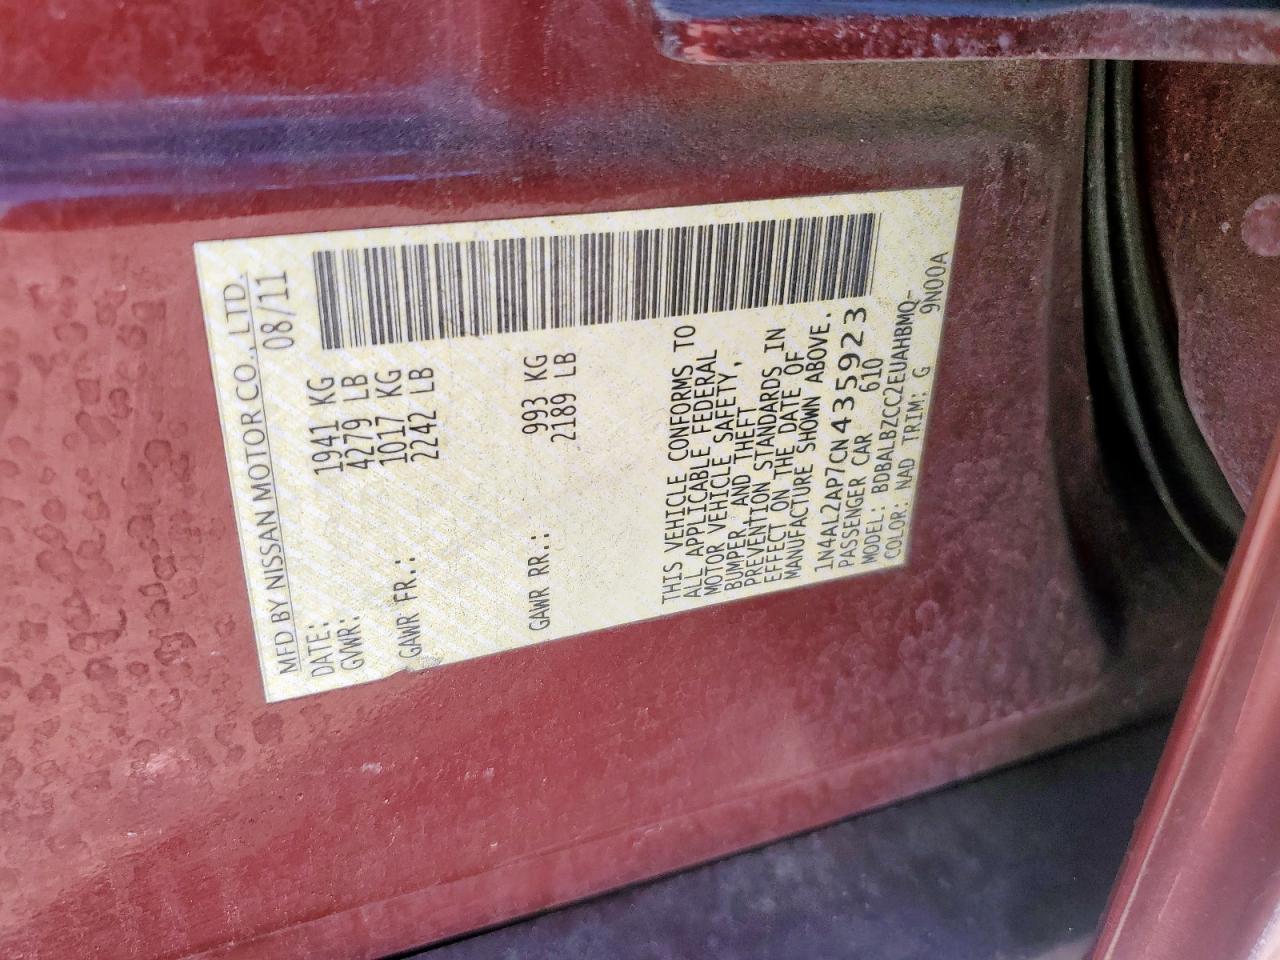 MFD BY NISSAN MOTOR CO., LTD.
DATE: 08/11
GVWR: 1941 KG
4279 LB
GAWR FR.: 1017 KG
2242 LB
GAWR RR.: 993 KG
2189 LB
THIS VEHICLE CONFORMS TO
ALL APPLICABLE FEDERAL
MOTOR VEHICLE SAFETY,
BUMPER, AND THEFT
PREVENTION STANDARDS IN
EFFECT ON THE DATE OF
MANUFACTURE SHOWN ABOVE.
1N4AL2AP7CN435923
PASSENGER CAR 610
MODEL: BDBALBZCC2EUAHBMQ-
COLOR: NAD TRIM: G 9N00A